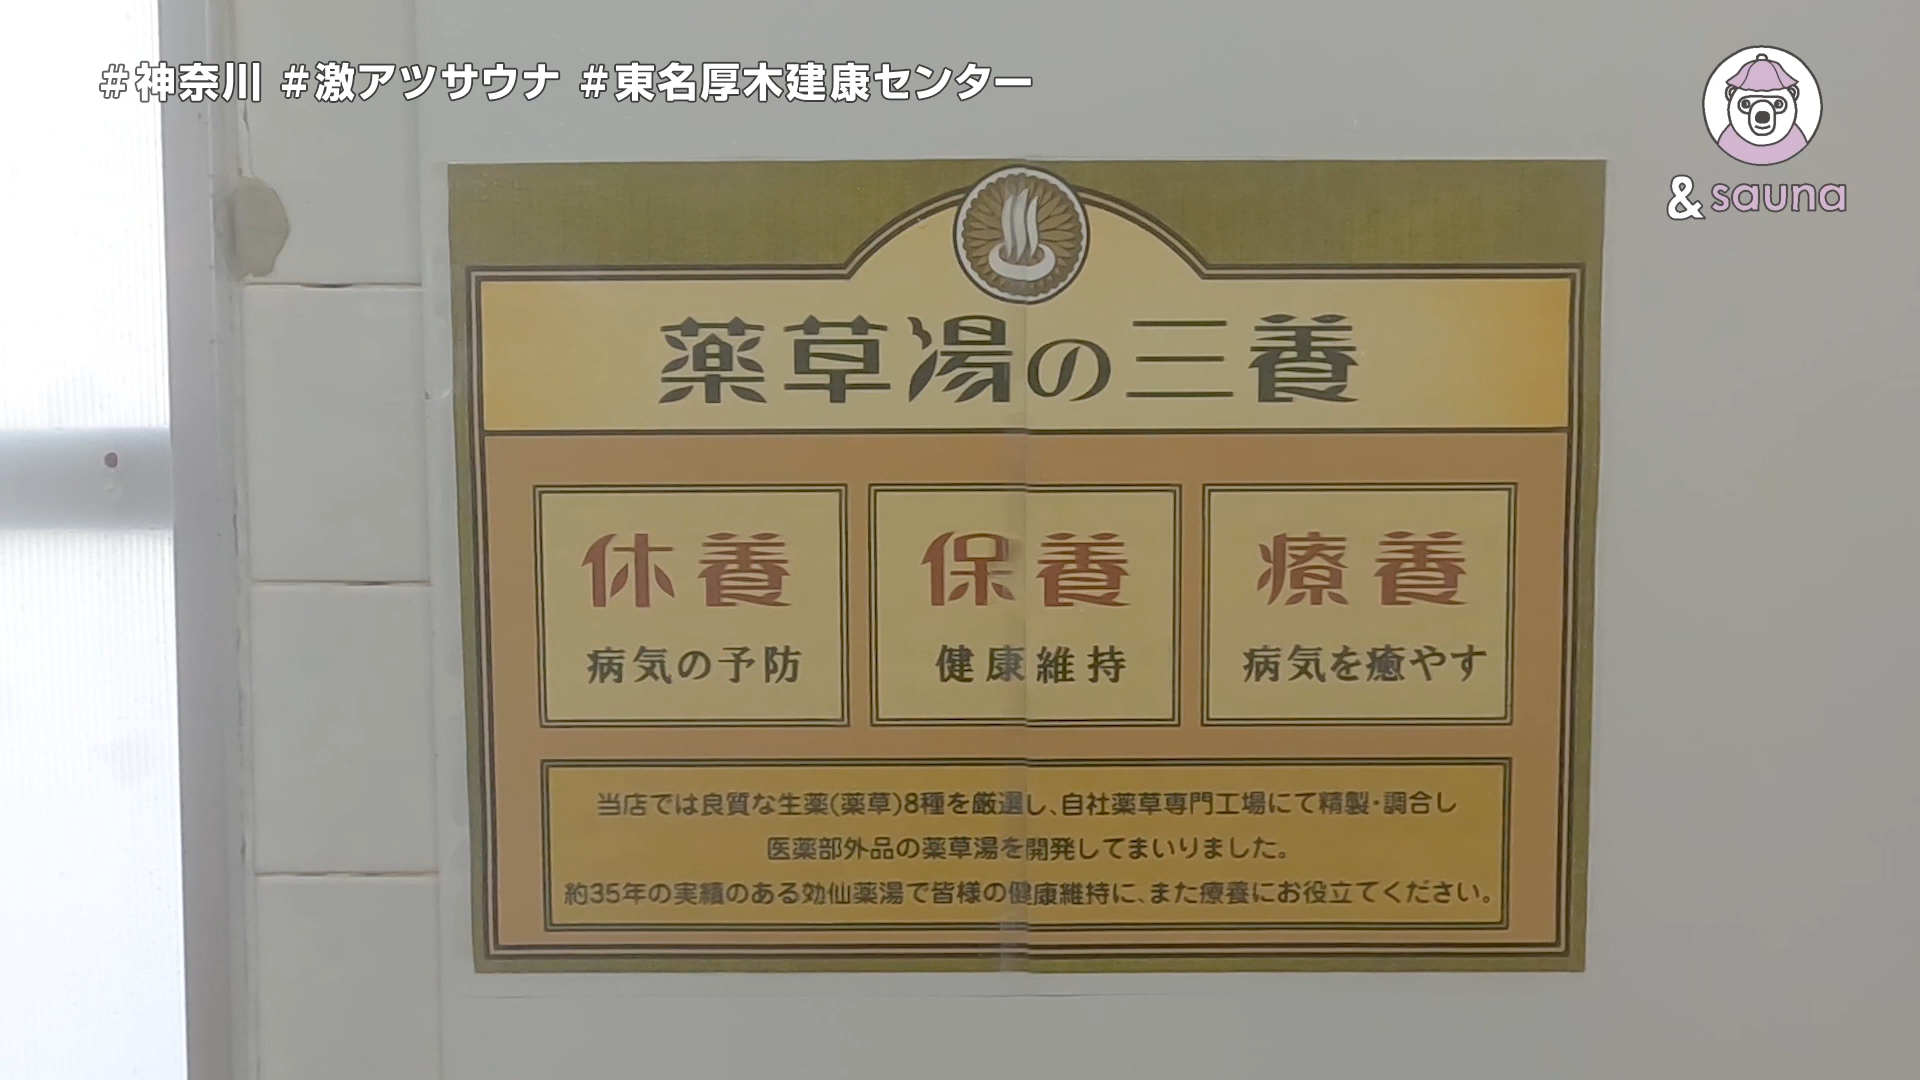 #神奈川 #激アツサウナ #東名厚木建康センター
& sauna
薬草湯の三養
休養
病気の予防
保養
健康維持
療養
病気を癒やす
当店では良質な生薬(薬草)8種を厳選し、自社薬草専門工場にて精製・調合し
医薬部外品の薬草湯を開発してまいりました。
約35年の実績のある効仙薬湯で皆様の健康維持に、また療養にお役立てください。